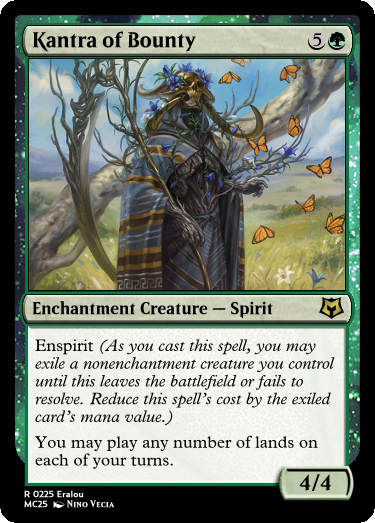 Kantra of Bounty 5
Enchantment Creature — Spirit
Enspirit (As you cast this spell, you may
exile a nonenchantment creature you control
until this leaves the battlefield or fails to
resolve. Reduce this spell's cost by the exiled
card's mana value.)
You may play any number of lands on
each of your turns.
4/4
R 0225 Eralou
MC25 Nino Vecia